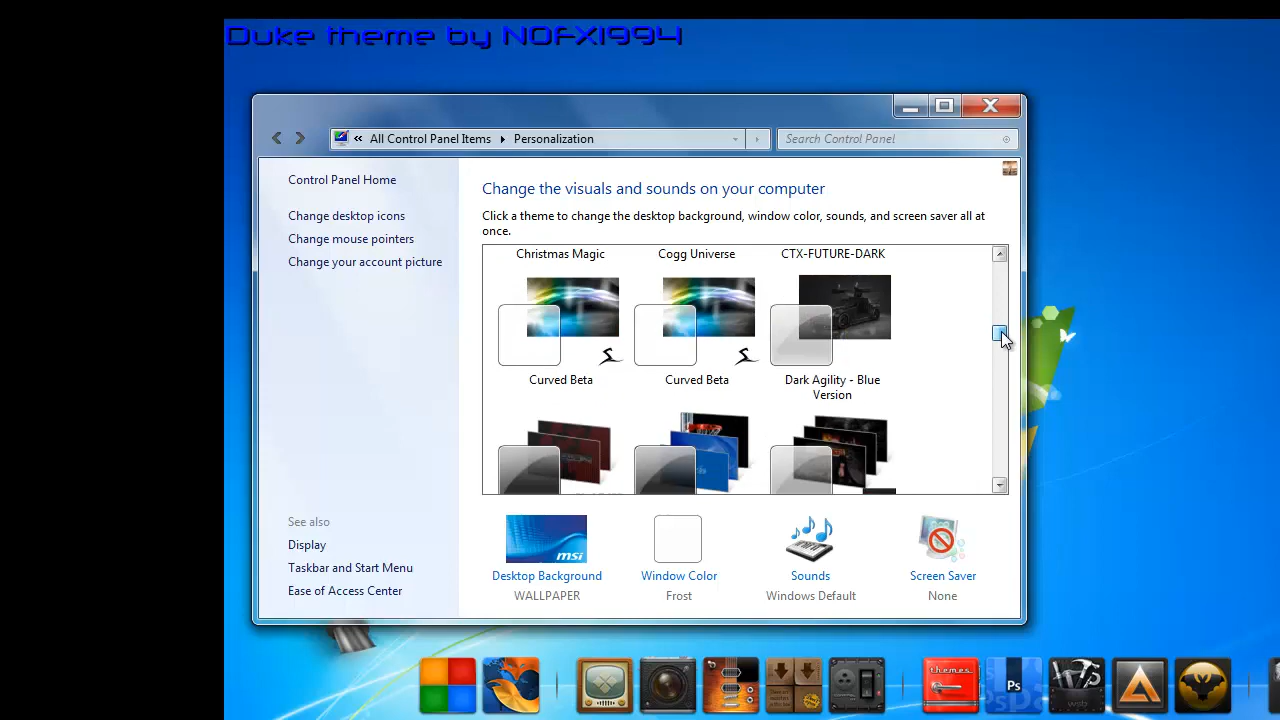 Duke theme by NOFX1994
« All Control Panel Items Personalization
Search Control Panel
Control Panel Home
Change desktop icons
Change mouse pointers
Change your account picture
See also
Display
Taskbar and Start Menu
Ease of Access Center
Change the visuals and sounds on your computer
Click a theme to change the desktop background, window color, sounds, and screen saver all at
once.
Christmas Magic Cogg Universe CTX-FUTURE-DARK
Curved Beta Curved Beta Dark Agility - Blue
Version
msi
Desktop Background Window Color Sounds Screen Saver
WALLPAPER Frost Windows Default None
themes
Ps